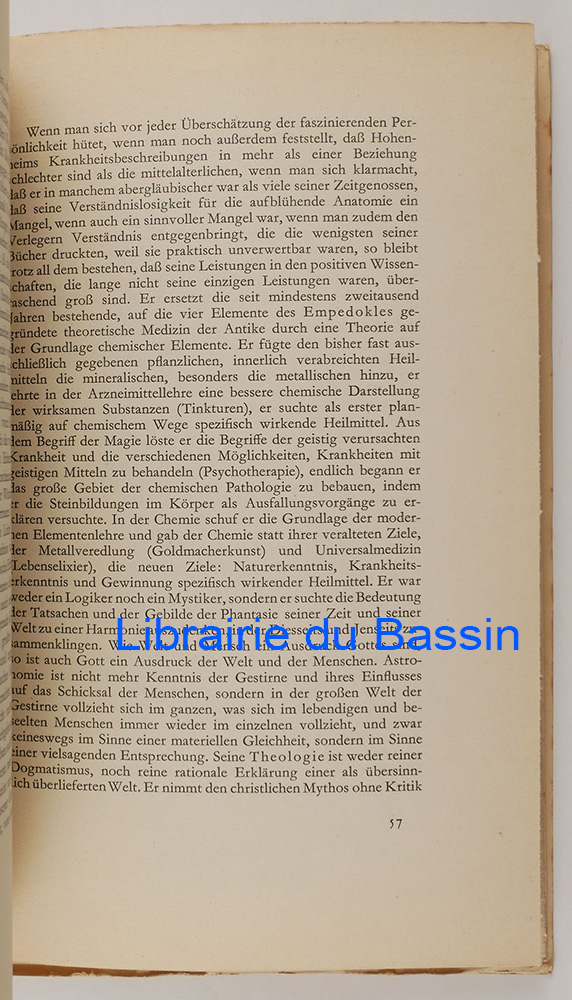 Wenn man sich vor jeder Überschätzung der faszinierenden Per-
sönlichkeit hütet, wenn man noch außerdem feststellt, daß Hohen-
heims Krankheitsbeschreibungen in mehr als einer Beziehung
schlechter sind als die mittelalterlichen, wenn man sich klarmacht,
daß er in manchem abergläubischer war als viele seiner Zeitgenossen,
daß seine Verständnislosigkeit für die aufblühende Anatomie ein
Mangel, wenn auch ein sinnvoller Mangel war, wenn man zudem den
Verlegern Verständnis entgegenbringt, die die wenigsten seiner
Bücher druckten, weil sie praktisch unverwertbar waren, so bleibt
trotz all dem bestehen, daß seine Leistungen in den positiven Wissen-
schaften, die lange nicht seine einzigen Leistungen waren, über-
raschend groß sind. Er ersetzt die seit mindestens zweitausend
Jahren bestehende, auf die vier Elemente des Empedokles ge-
gründete theoretische Medizin der Antike durch eine Theorie auf
der Grundlage chemischer Elemente. Er fügte den bisher fast aus-
schließlich gegebenen pflanzlichen, innerlich verabreichten Heil-
mitteln die mineralischen, besonders die metallischen hinzu, er
lehrte in der Arzneimittellehre eine bessere chemische Darstellung
der wirksamen Substanzen (Tinkturen), er suchte als erster plan-
mäßig auf chemischem Wege spezifisch wirkende Heilmittel. Aus
dem Begriff der Magie löste er die Begriffe der geistig verursachten
Krankheit und die verschiedenen Möglichkeiten, Krankheiten mit
geistigen Mitteln zu behandeln (Psychotherapie), endlich begann er
das große Gebiet der chemischen Pathologie zu bebauen, indem
er die Steinbildungen im Körper als Ausfallungsvorgänge zu er-
klären versuchte. In der Chemie schuf er die Grundlage der moder-
nen Elementenlehre und gab der Chemie statt ihrer veralteten Ziele,
der Metallveredlung (Goldmacherkunst) und Universalmedizin
(Lebenselixier), die neuen Ziele: Naturerkenntnis, Krankheits-
erkenntnis und Gewinnung spezifisch wirkender Heilmittel. Er war
weder ein Logiker noch ein Mystiker, sondern er suchte die Bedeutung
der Tatsachen und der Gebilde der Phantasie seiner Zeit und seiner
Welt zu einer Harmonie auszudenken, in der Diesseits und Jenseits zu-
sammenklingen. Wie Welt und Mensch ein Ausdruck Gottes sind,
so ist auch Gott ein Ausdruck der Welt und der Menschen. Astro-
nomie ist nicht mehr Kenntnis der Gestirne und ihres Einflusses
auf das Schicksal der Menschen, sondern in der großen Welt der
Gestirne vollzieht sich im ganzen, was sich im lebendigen und be-
seelten Menschen immer wieder im einzelnen vollzieht, und zwar
keineswegs im Sinne einer materiellen Gleichheit, sondern im Sinne
einer vielsagenden Entsprechung. Seine Theologie ist weder reiner
Dogmatismus, noch reine rationale Erklärung einer als übersinn-
lich überlieferten Welt. Er nimmt den christlichen Mythos ohne Kritik
57
Librairie du Bassin